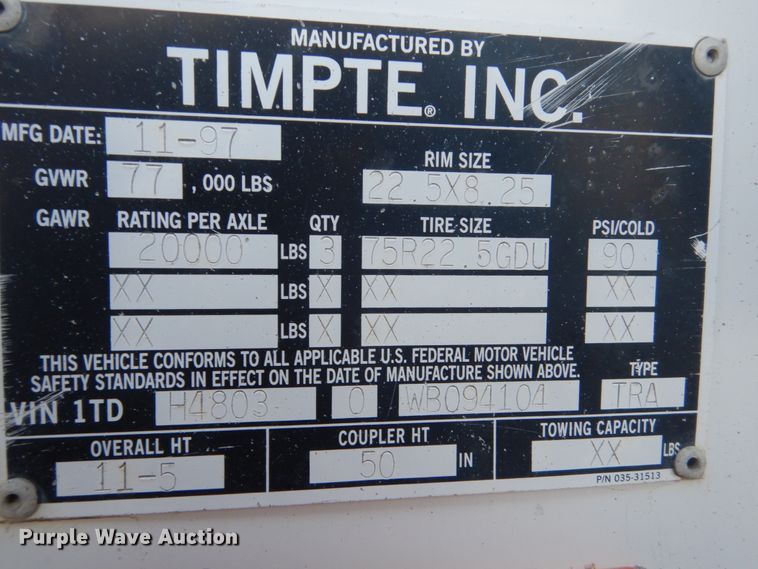 MANUFACTURED BY
TIMPTE® INC.
MFG DATE: 11-97
RIM SIZE
GVWR 77 ,000 LBS 22.5X8.25
GAWR RATING PER AXLE QTY TIRE SIZE PSI/COLD
20000 LBS 3 75R22.5GDU 90
XX LBS X XX XX
XX LBS X XX XX
THIS VEHICLE CONFORMS TO ALL APPLICABLE U.S. FEDERAL MOTOR VEHICLE
SAFETY STANDARDS IN EFFECT ON THE DATE OF MANUFACTURE SHOWN ABOVE. TYPE
VIN 1TD H4803 0 WB094104 TRA
OVERALL HT COUPLER HT TOWING CAPACITY
11-5 50 IN XX LBS
P/N 035-31513
Purple Wave Auction